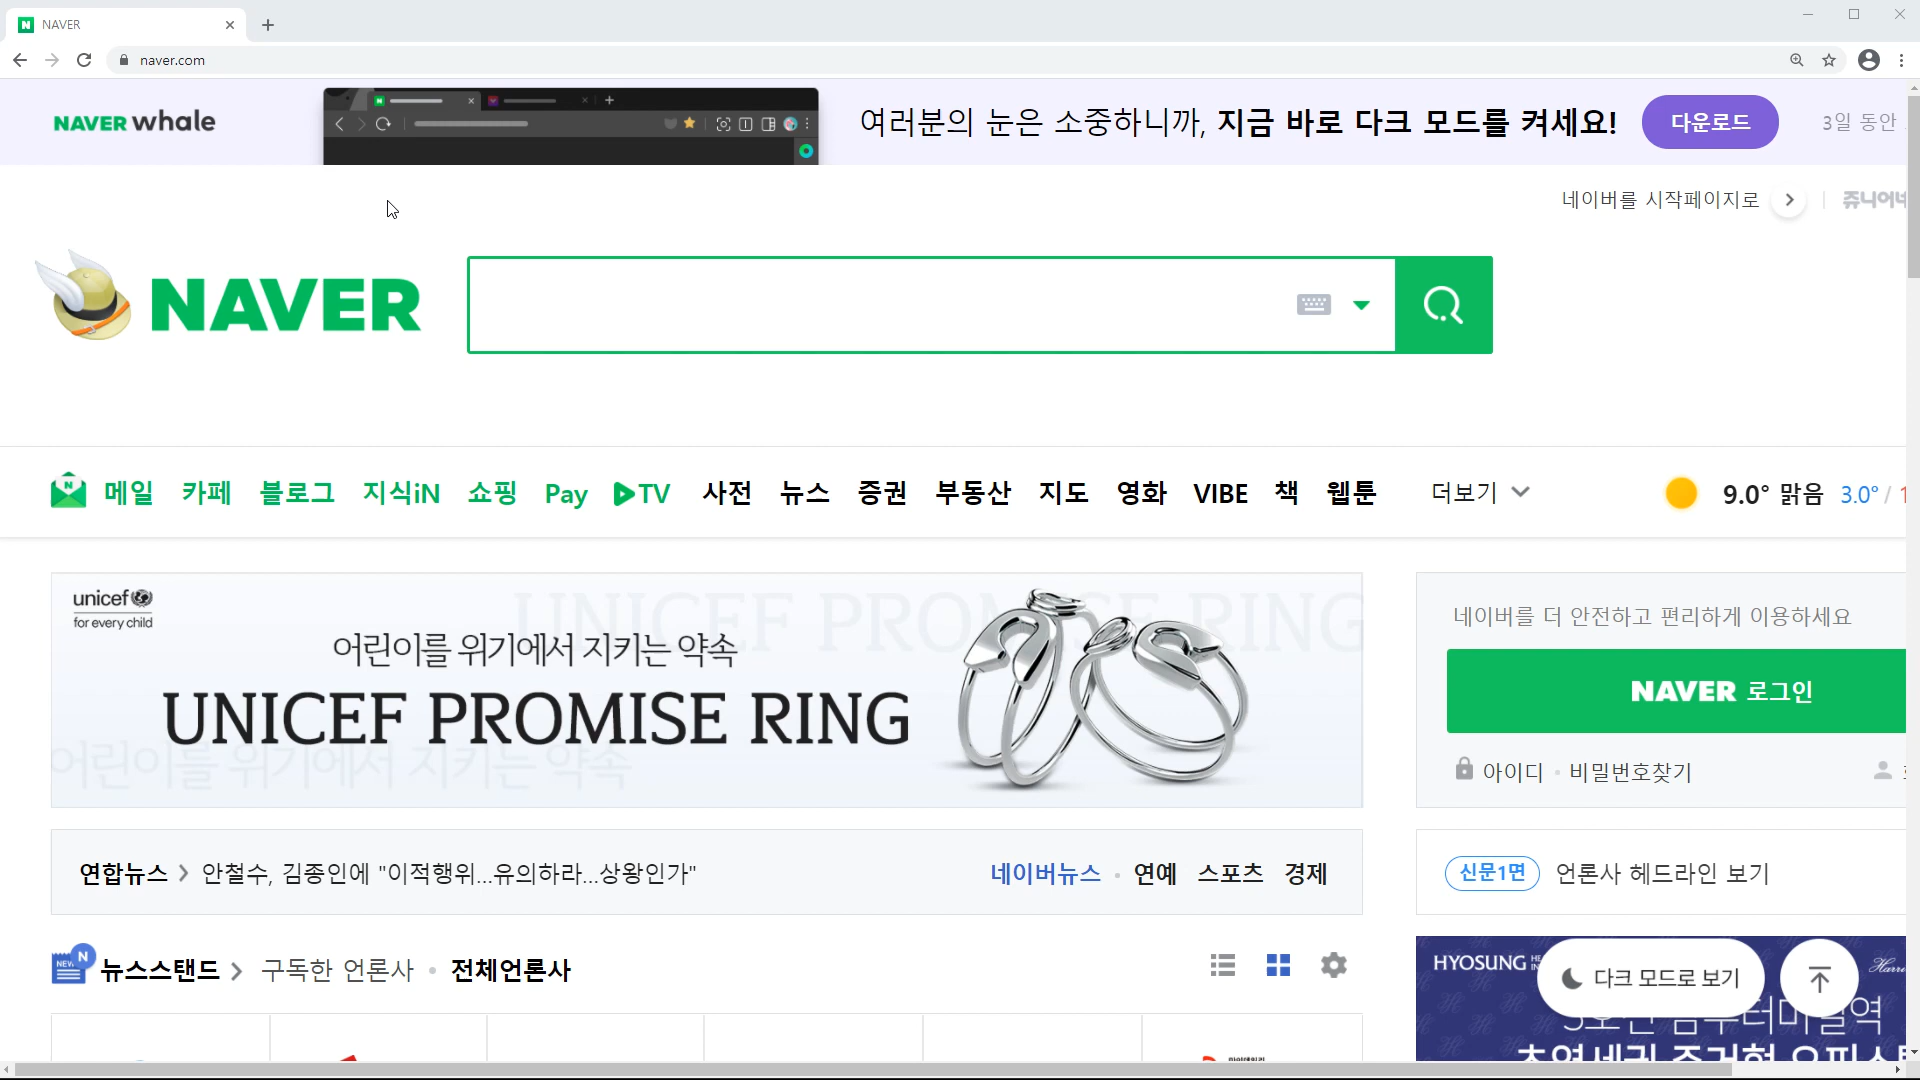 NAVER
naver.com
NAVER whale
여러분의 눈은 소중하니까, 지금 바로 다크 모드를 켜세요!
다운로드
3일 동안
네이버를 시작페이지로
쥬니어네
NAVER
메일 카페 블로그 지식iN 쇼핑 Pay TV 사전 뉴스 증권 부동산 지도 영화 VIBE 책 웹툰 더보기
9.0° 맑음 3.0° /
unicef
for every child
UNICEF PROMISE RING
어린이를 위기에서 지키는 약속
UNICEF PROMISE RING
어린이를 위기에서 지키는 약속
네이버를 더 안전하고 편리하게 이용하세요
NAVER 로그인
아이디 · 비밀번호찾기
연합뉴스 > 안철수, 김종인에 "이적행위...유의하라...상왕인가"
네이버뉴스 · 연예 스포츠 경제
신문1면 언론사 헤드라인 보기
NEW N 뉴스스탠드 > 구독한 언론사 · 전체언론사
HYOSUNG
다크 모드로 보기